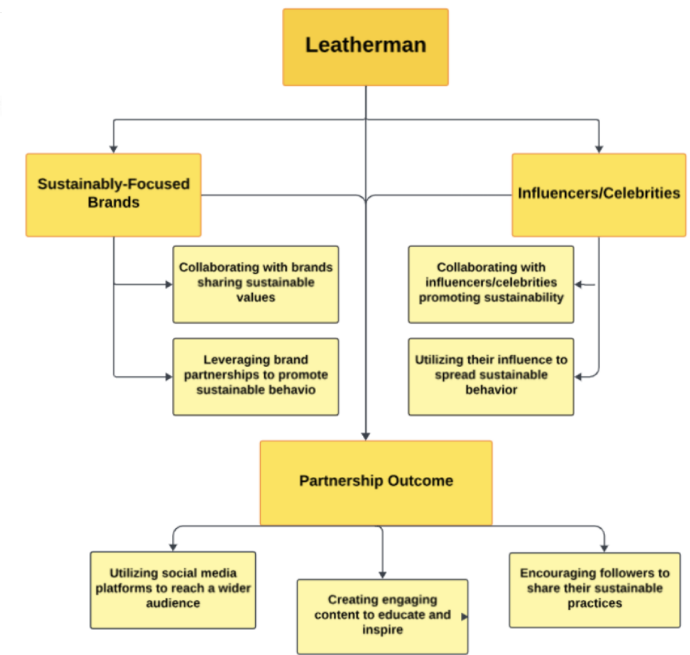 Leatherman
Sustainably-Focused
Brands
Influencers/Celebrities
Collaborating with brands
sharing sustainable
values
Collaborating with
influencers/celebrities
promoting sustainability
Leveraging brand
partnerships to promote
sustainable behavio
Utilizing their influence to
spread sustainable
behavior
Partnership Outcome
Utilizing social media
platforms to reach a wider
audience
Creating engaging
content to educate and
inspire
Encouraging followers to
share their sustainable
practices